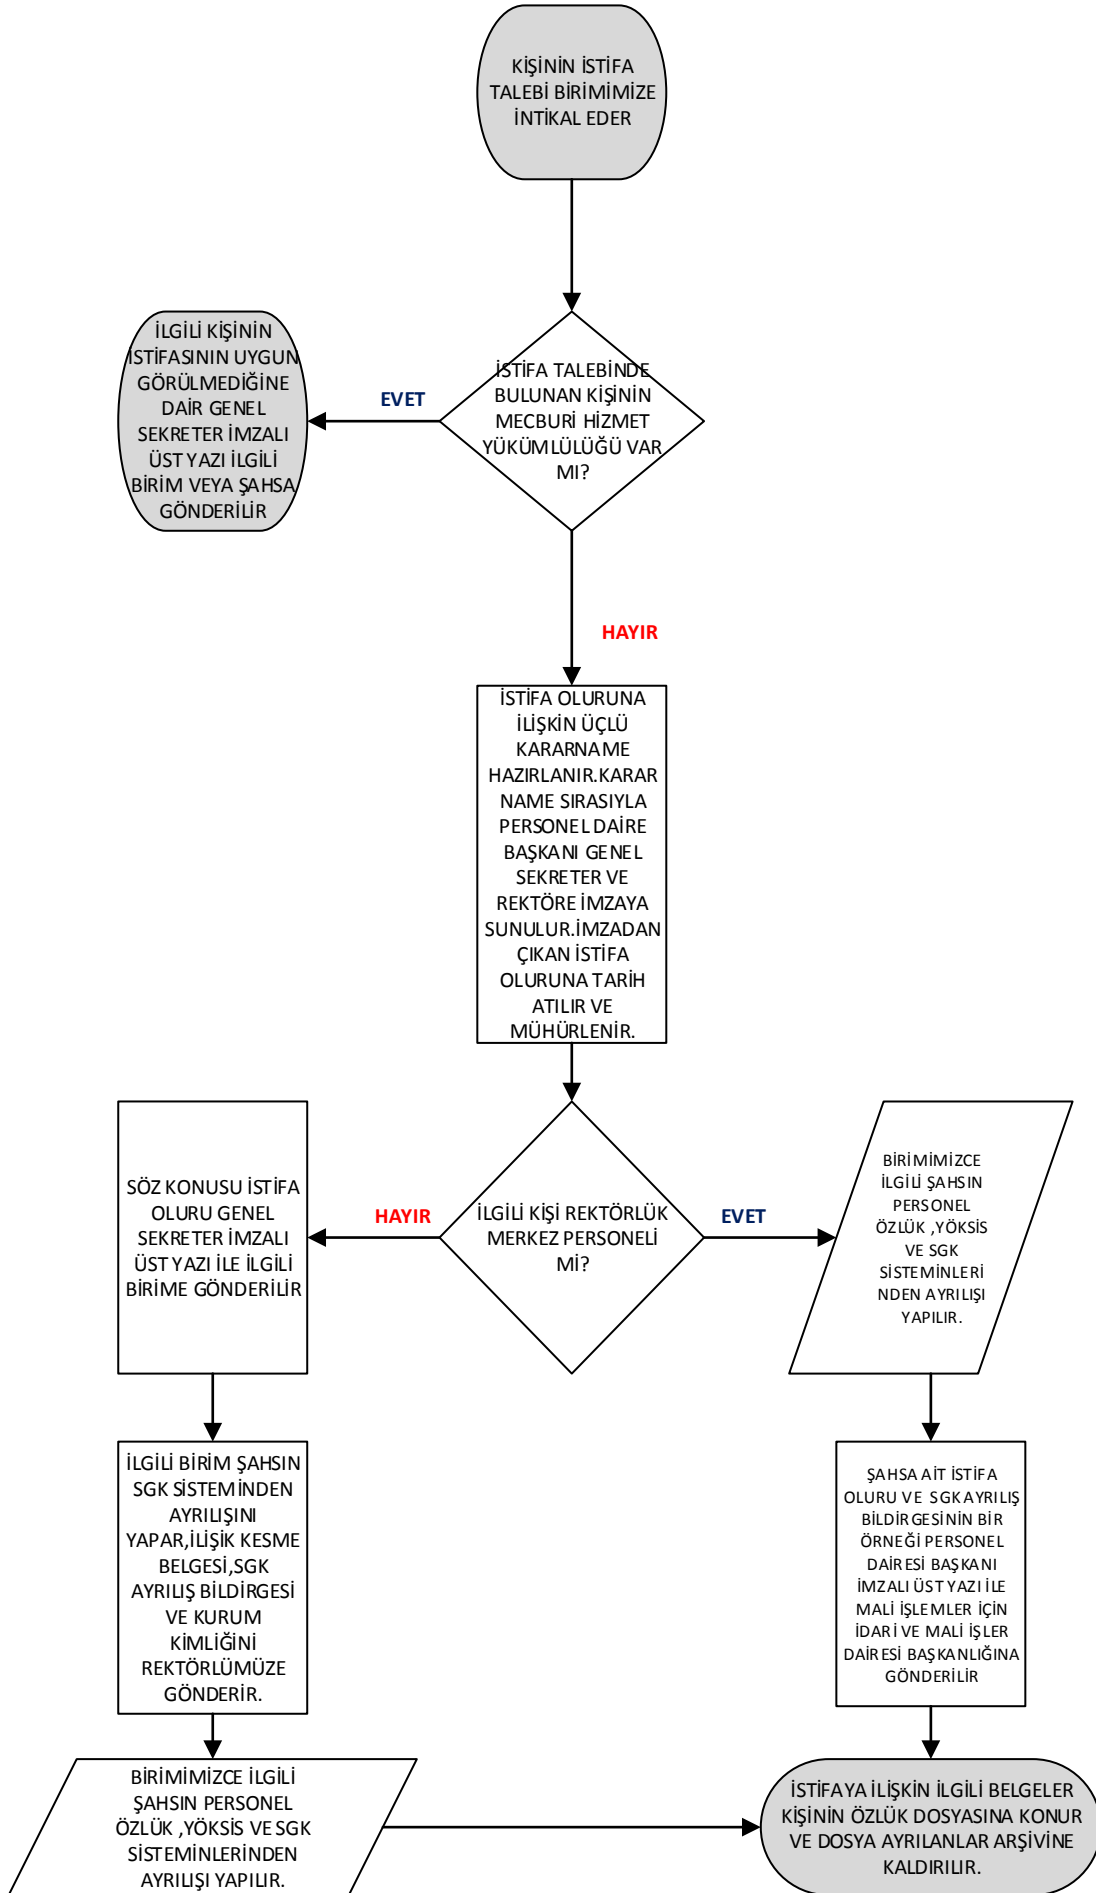 KİŞİNİN İSTİFA
TALEBİ BİRİMİMİZE
İNTİKAL EDER
İLGİLİ KİŞİNİN
İSTİFASININ UYGUN
GÖRÜLMEDİĞİNE
DAİR GENEL
SEKRETER İMZALI
ÜST YAZI İLGİLİ
BİRİM VEYA ŞAHSA
GÖNDERİLİR
EVET
İSTİFA TALEBİNDE
BULUNAN KİŞİNİN
MECBURİ HİZMET
YÜKÜMLÜLÜĞÜ VAR
MI?
HAYIR
İSTİFA OLURUNA
İLİŞKİN ÜÇLÜ
KARARNAME
HAZIRLANIR.KARAR
NAME SIRASIYLA
PERSONEL DAİRE
BAŞKANI GENEL
SEKRETER VE
REKTÖRE İMZAYA
SUNULUR.İMZADAN
ÇIKAN İSTİFA
OLURUNA TARİH
ATILIR VE
MÜHÜRLENİR.
SÖZ KONUSU İSTİFA
OLURU GENEL
SEKRETER İMZALI
ÜST YAZI İLE İLGİLİ
BİRİME GÖNDERİLİR
HAYIR
İLGİLİ KİŞİ REKTÖRLÜK
MERKEZ PERSONELİ
Mİ?
EVET
BİRİMİMİZCE
İLGİLİ ŞAHSIN
PERSONEL
ÖZLÜK ,YÖKSİS
VE SGK
SİSTEMİNLERİ
NDEN AYRILIŞI
YAPILIR.
İLGİLİ BİRİM ŞAHSIN
SGK SİSTEMİNDEN
AYRILIŞINI
YAPAR,İLİŞİK KESME
BELGESİ,SGK
AYRILIŞ BİLDİRGESİ
VE KURUM
KİMLİĞİNİ
REKTÖRLÜMÜZE
GÖNDERİR.
ŞAHSA AİT İSTİFA
OLURU VE SGK AYRILIŞ
BİLDİRGESİNİN BİR
ÖRNEĞİ PERSONEL
DAİRESİ BAŞKANI
İMZALI ÜST YAZI İLE
MALİ İŞLEMLER İÇİN
İDARİ VE MALİ İŞLER
DAİRESİ BAŞKANLIĞINA
GÖNDERİLİR
BİRİMİMİZCE İLGİLİ
ŞAHSIN PERSONEL
ÖZLÜK ,YÖKSİS VE SGK
SİSTEMİNLERİNDEN
AYRILIŞI YAPILIR.
İSTİFAYA İLİŞKİN İLGİLİ BELGELER
KİŞİNİN ÖZLÜK DOSYASINA KONUR
VE DOSYA AYRILANLAR ARŞİVİNE
KALDIRILIR.